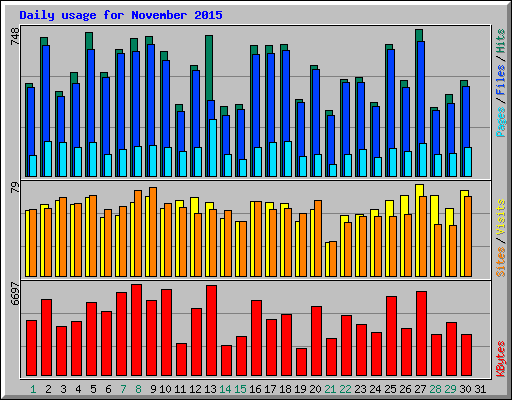 Daily usage for November 2015
748
Pages / Files / Hits
79
Sites / Visits
6697
KBytes
1 2 3 4 5 6 7 8 9 10 11 12 13 14 15 16 17 18 19 20 21 22 23 24 25 26 27 28 29 30 31